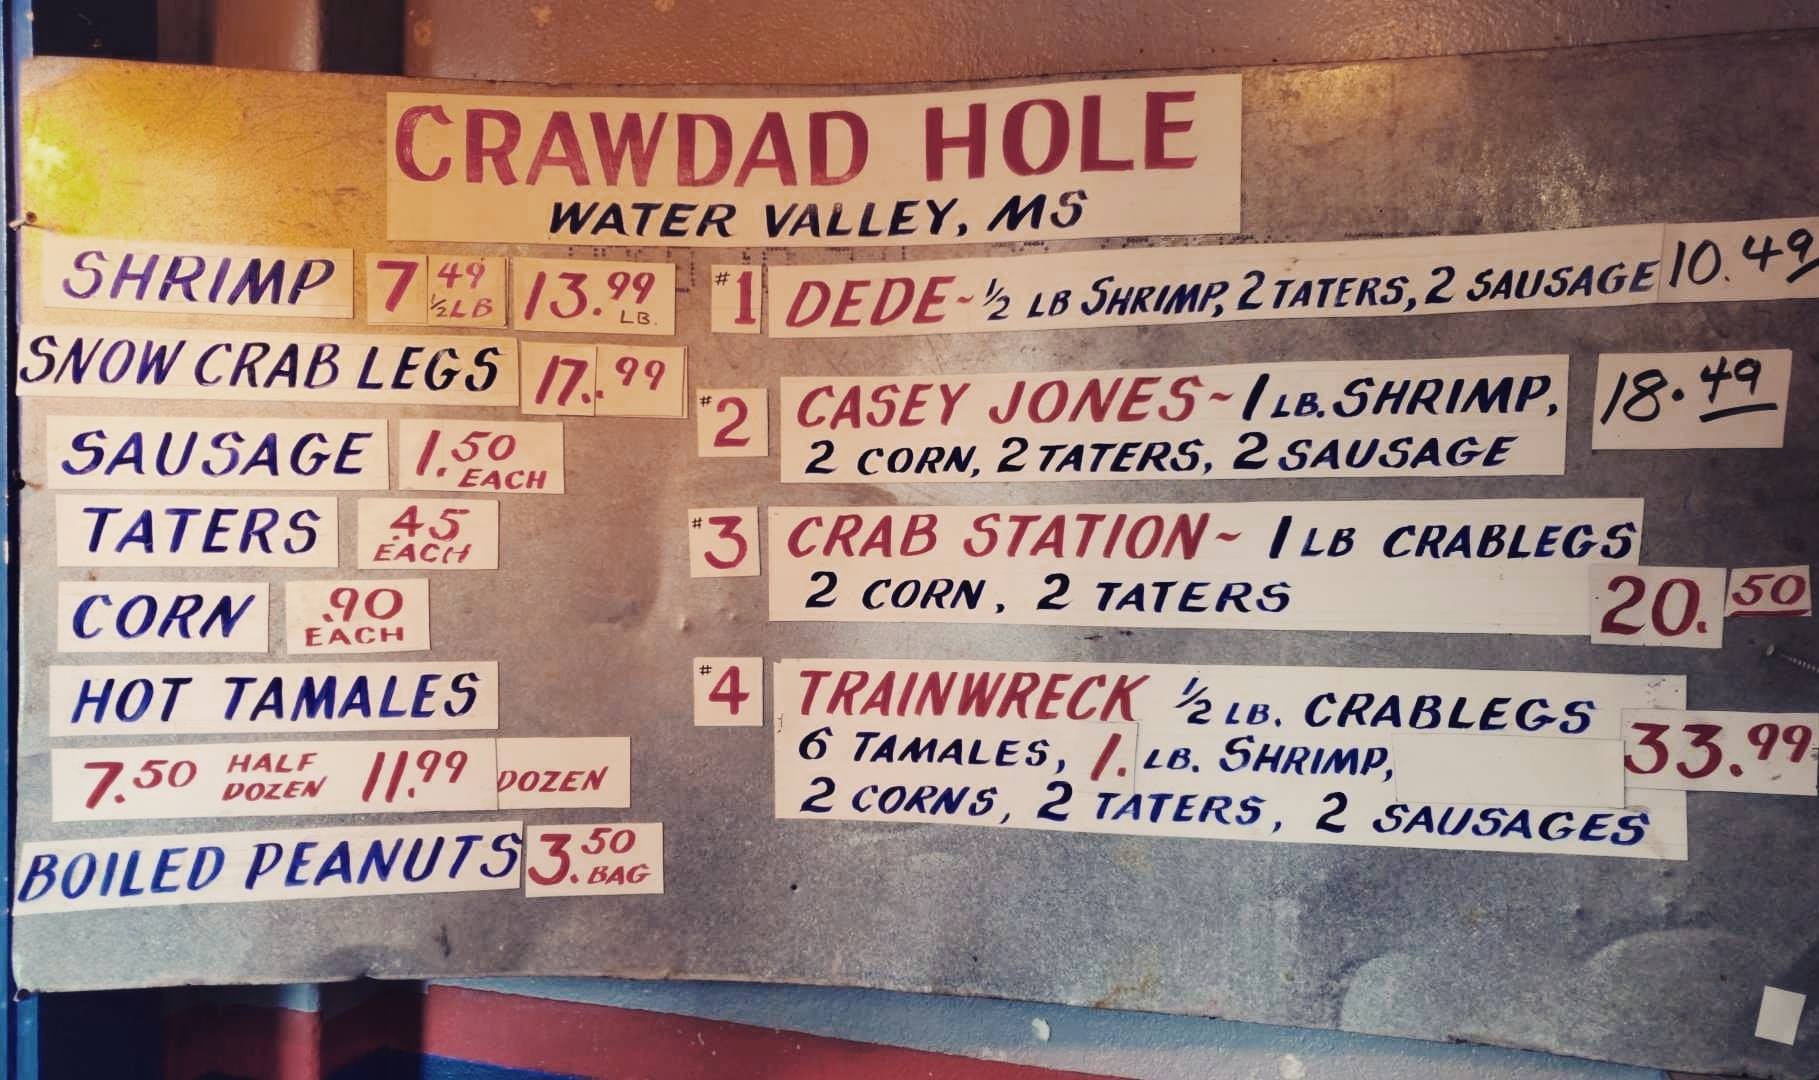 CRAWDAD HOLE
WATER VALLEY, MS
SHRIMP 7 49 ½ LB 13.99 LB.
SNOW CRAB LEGS 17..99
SAUSAGE 1.50 EACH
TATERS .45 EACH
CORN .90 EACH
HOT TAMALES
7.50 HALF DOZEN 11.99 DOZEN
BOILED PEANUTS 3.50 BAG
#1 DEDE~ ½ LB SHRIMP, 2 TATERS, 2 SAUSAGE 10.49
#2 CASEY JONES~ 1 LB. SHRIMP, 18.49
2 CORN, 2 TATERS, 2 SAUSAGE
#3 CRAB STATION~ 1 LB CRABLEGS
2 CORN, 2 TATERS 20.50
#4 TRAINWRECK ½ LB. CRABLEGS
6 TAMALES, 1. LB. SHRIMP, 33.99
2 CORNS, 2 TATERS, 2 SAUSAGES